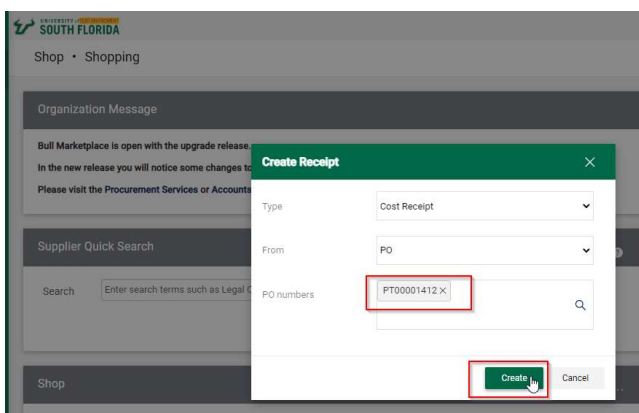 UNIVERSITY of
SOUTH FLORIDA
Shop • Shopping
Organization Message
Bull Marketplace is open with the upgrade release.
In the new release you will notice some changes to
Please visit the Procurement Services or Accounts
Create Receipt
Type Cost Receipt
From PO
PO numbers PT00001412 ×
Supplier Quick Search
Search Enter search terms such as Legal C
Create Cancel
Shop